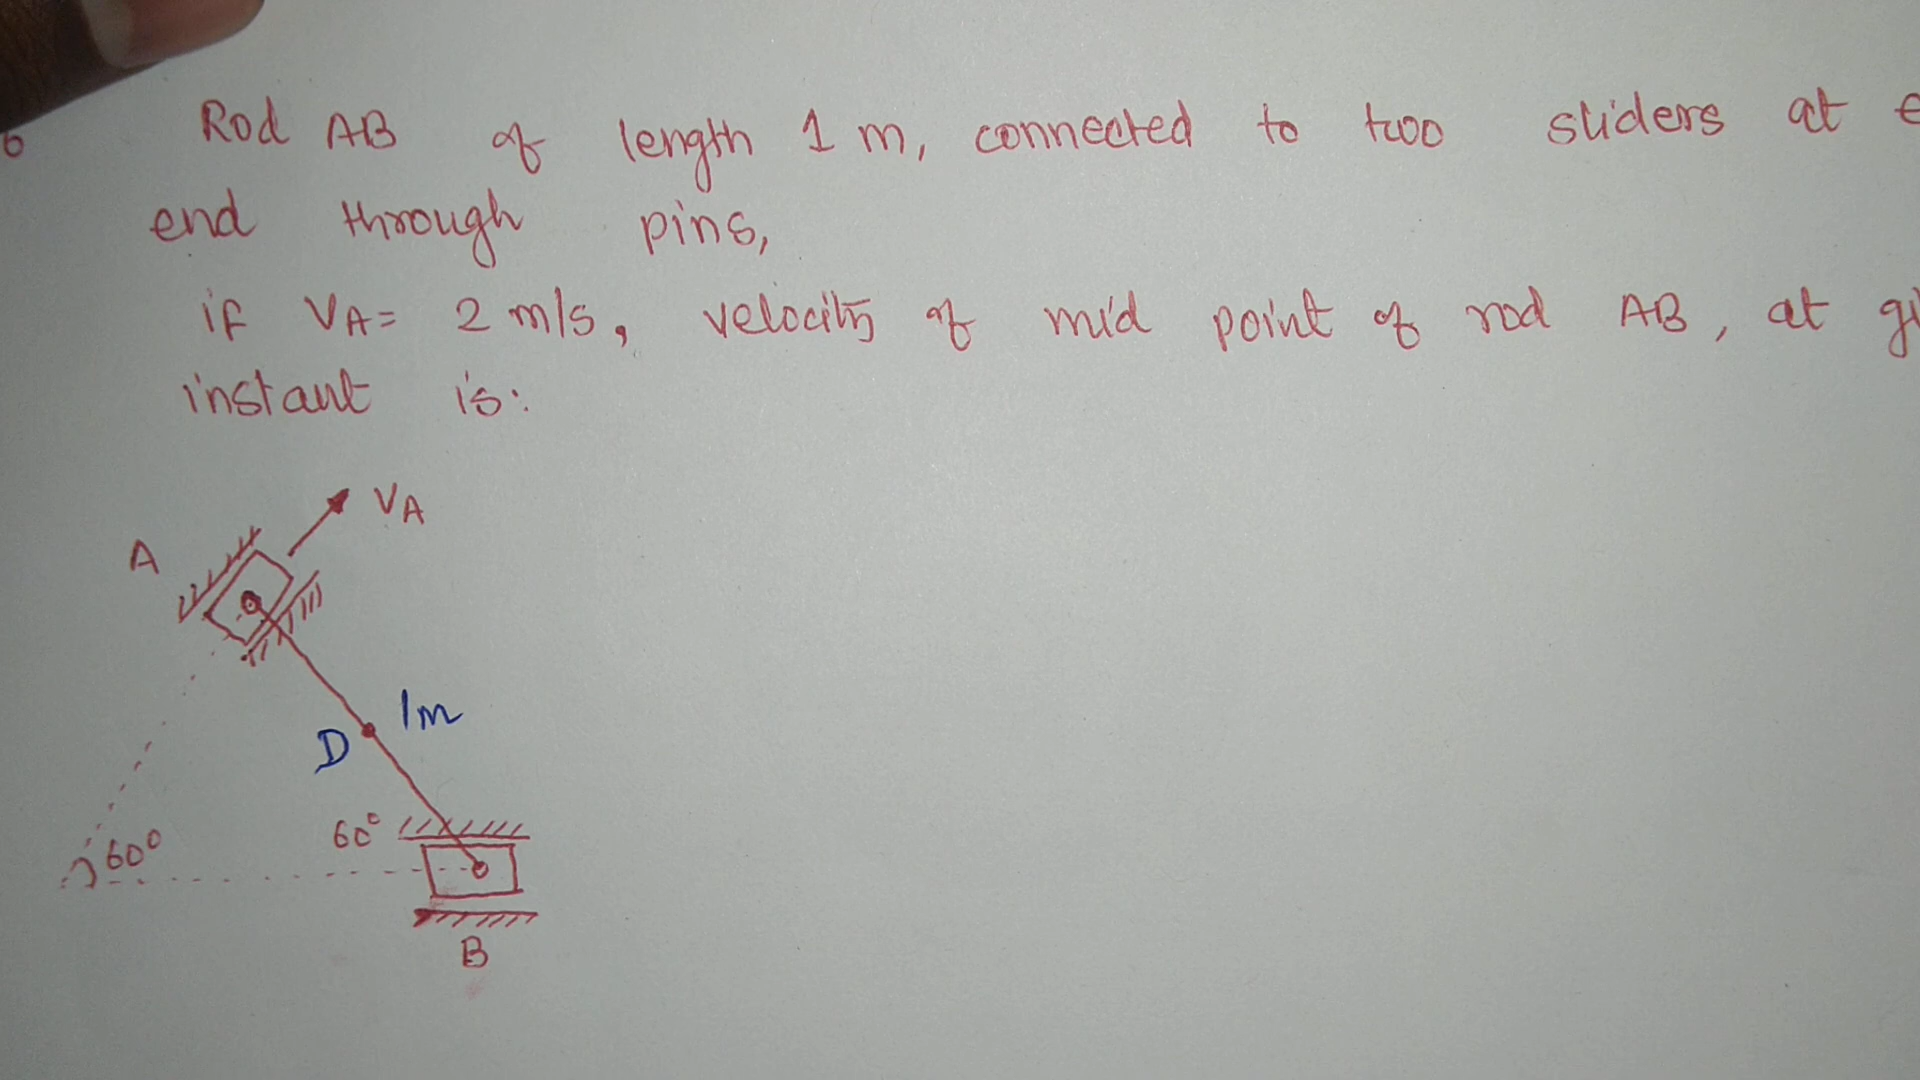 Rod AB of length 1 m, connected to two sliders at
end through pins,
if VA = 2 m/s, velocity of mid point of rod AB, at
instant is:
VA
A
1m
D
60°
60°
B